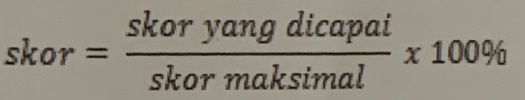 skor = skor yang dicapai / skor maksimal x 100%